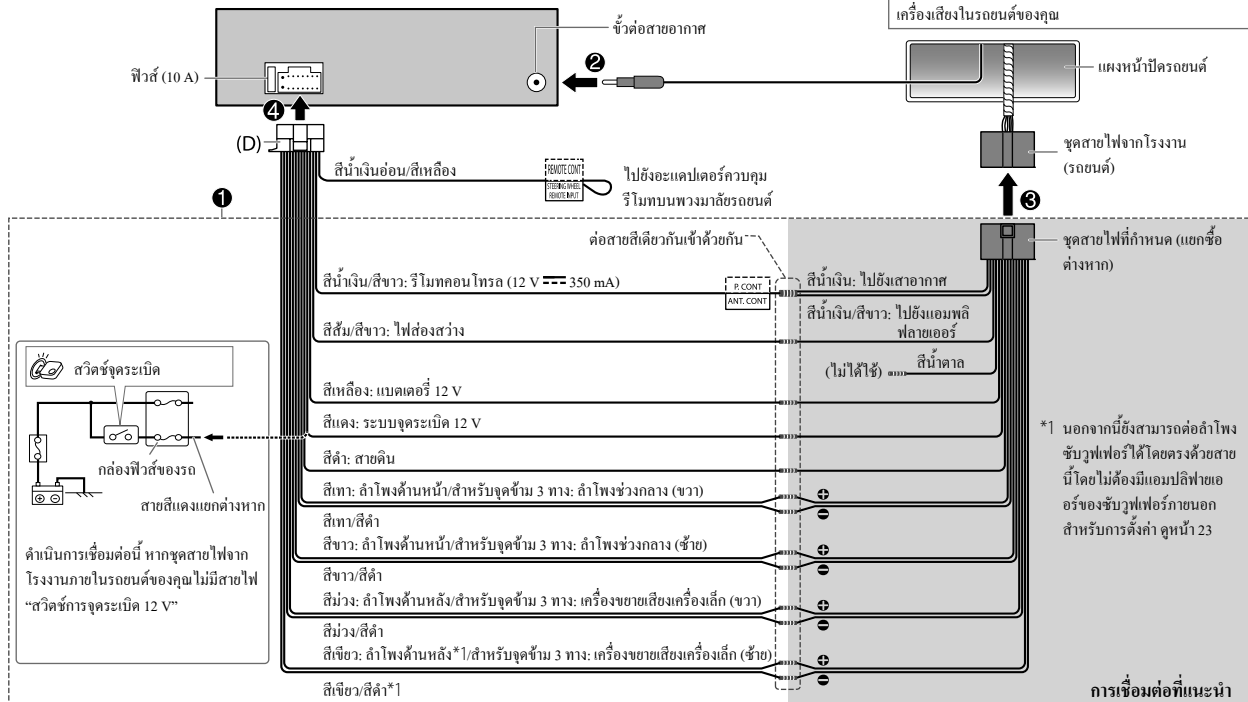 เครื่องเสียงในรถยนต์ของคุณ
ขั้วต่อสายอากาศ
ฟิวส์ (10 A)
❷
แผงหน้าปัดรถยนต์
❹
(D)
ชุดสายไฟจากโรงงาน
(รถยนต์)
สีน้ำเงินอ่อน/สีเหลือง
REMOTE CONT
STEERING WHEEL
REMOTE INPUT
ไปยังอะแดปเตอร์ควบคุม
รีโมทบนพวงมาลัยรถยนต์
❶
❸
ต่อสายสีเดียวกันเข้าด้วยกัน
ชุดสายไฟที่กำหนด (แยกซื้อ
ต่างหาก)
สีน้ำเงิน/สีขาว: รีโมทคอนโทรล (12 V ⎓ 350 mA)
P. CONT
ANT. CONT
สีน้ำเงิน: ไปยังเสาอากาศ
สีน้ำเงิน/สีขาว: ไปยังแอมพลิ
ฟลายเออร์
สีส้ม/สีขาว: ไฟส่องสว่าง
(ไม่ได้ใช้)
สีน้ำตาล
สวิตช์จุดระเบิด
สีเหลือง: แบตเตอรี่ 12 V
สีแดง: ระบบจุดระเบิด 12 V
สีดำ: สายดิน
กล่องฟิวส์ของรถ
สายสีแดงแยกต่างหาก
ดำเนินการเชื่อมต่อนี้ หากชุดสายไฟจาก
โรงงานภายในรถยนต์ของคุณไม่มีสายไฟ
“สวิตช์การจุดระเบิด 12 V”
สีเทา: ลำโพงด้านหน้า/สำหรับจุดข้าม 3 ทาง: ลำโพงช่วงกลาง (ขวา)
สีเทา/สีดำ
สีขาว: ลำโพงด้านหน้า/สำหรับจุดข้าม 3 ทาง: ลำโพงช่วงกลาง (ซ้าย)
สีขาว/สีดำ
สีม่วง: ลำโพงด้านหลัง/สำหรับจุดข้าม 3 ทาง: เครื่องขยายเสียงเครื่องเล็ก (ขวา)
สีม่วง/สีดำ
สีเขียว: ลำโพงด้านหลัง*1/สำหรับจุดข้าม 3 ทาง: เครื่องขยายเสียงเครื่องเล็ก (ซ้าย)
สีเขียว/สีดำ*1
*1 นอกจากนี้ยังสามารถต่อลำโพง
ซับวูฟเฟอร์ได้โดยตรงด้วยสาย
นี้โดยไม่ต้องมีแอมปลิฟายเอ
อร์ของซับวูฟเฟอร์ภายนอก
สำหรับการตั้งค่า ดูหน้า 23
การเชื่อมต่อที่แนะนำ